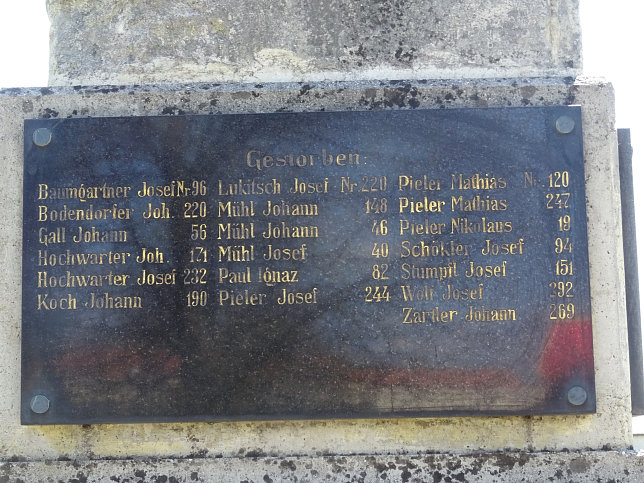 Gestorben:
Baumgartner Josef Nr. 96
Bodendorfer Joh. 220
Gall Johann 56
Hochwarter Joh. 171
Hochwarter Josef 232
Koch Johann 190
Lukitsch Josef Nr. 220
Mühl Johann 148
Mühl Johann 46
Mühl Josef 40
Paul Ignaz 82
Pieler Josef 244
Pieler Mathias Nr. 120
Pieler Mathias 247
Pieler Nikolaus 19
Schökler Josef 94
Stumpfl Josef 151
Wolf Josef 292
Zartler Johann 269